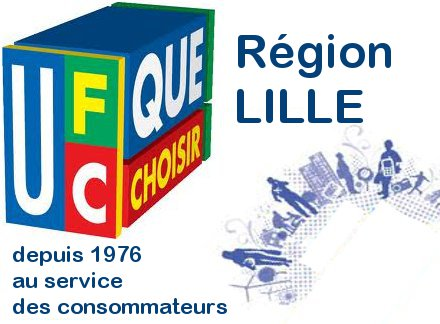 UFC
QUE
CHOISIR
Région
LILLE
depuis 1976
au service
des consommateurs